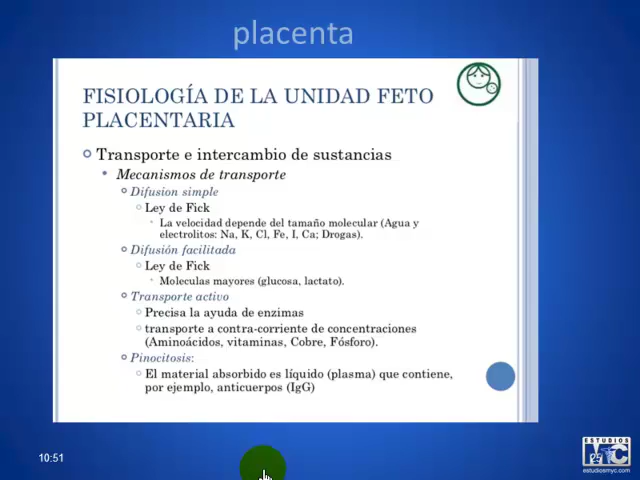 placenta
FISIOLOGÍA DE LA UNIDAD FETO
PLACENTARIA
Transporte e intercambio de sustancias
Mecanismos de transporte
Difusion simple
Ley de Fick
La velocidad depende del tamaño molecular (Agua y
electrolitos: Na, K, Cl, Fe, I, Ca; Drogas).
Difusión facilitada
Ley de Fick
Moleculas mayores (glucosa, lactato).
Transporte activo
Precisa la ayuda de enzimas
transporte a contra-corriente de concentraciones
(Aminoácidos, vitaminas, Cobre, Fósforo).
Pinocitosis:
El material absorbido es líquido (plasma) que contiene,
por ejemplo, anticuerpos (IgG)
10:51
ESTUDIOS
estudiosmyc.com